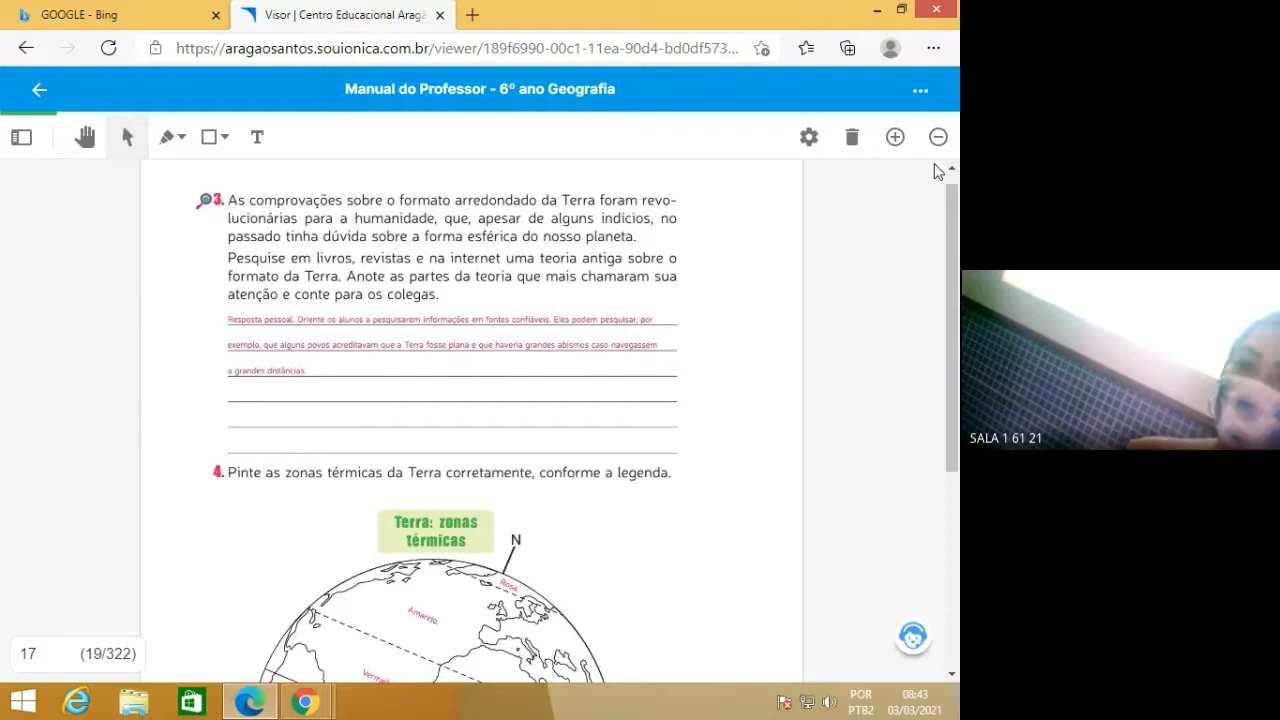 GOOGLE - Bing
Visor | Centro Educacional Aragã
https://aragaosantos.souionica.com.br/viewer/189f6990-00c1-11ea-90d4-bd0df573...
Manual do Professor - 6º ano Geografia
3. As comprovações sobre o formato arredondado da Terra foram revo-
lucionárias para a humanidade, que, apesar de alguns indícios, no
passado tinha dúvida sobre a forma esférica do nosso planeta.
Pesquise em livros, revistas e na internet uma teoria antiga sobre o
formato da Terra. Anote as partes da teoria que mais chamaram sua
atenção e conte para os colegas.
Resposta pessoal. Oriente os alunos a pesquisarem informações em fontes confiáveis. Eles podem pesquisar, por
exemplo, que alguns povos acreditavam que a Terra fosse plana e que haveria grandes abismos caso navegassem
a grandes distâncias.
SALA 1 61 21
4. Pinte as zonas térmicas da Terra corretamente, conforme a legenda.
Terra: zonas
térmicas
N
Rosa.
Amarelo.
17 (19/322)
POR
PTB2
08:43
03/03/2021